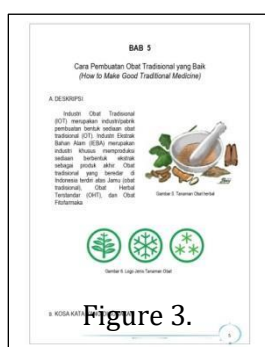 BAB 5
Cara Pembuatan Obat Tradisional yang Baik
(How to Make Good Traditional Medicine)
A. DESKRIPSI
Industri Obat Tradisional
(IOT) merupakan industri/pabrik
pembuatan bentuk sediaan obat
tradisional (OT). Industri Ekstrak
Bahan Alam (IEBA) merupakan
industri khusus memproduksi
sediaan berbentuk ekstrak
sebagai produk akhir. Obat
tradisional yang beredar di
Indonesia terdiri atas Jamu (obat
tradisional), Obat Herbal
Terstandar (OHT), dan Obat
Fitofarmaka
Gambar 5. Tanaman Obat Herbal
Gambar 6. Logo Jenis Tanaman Obat
B. KOSA KATA
Figure 3.